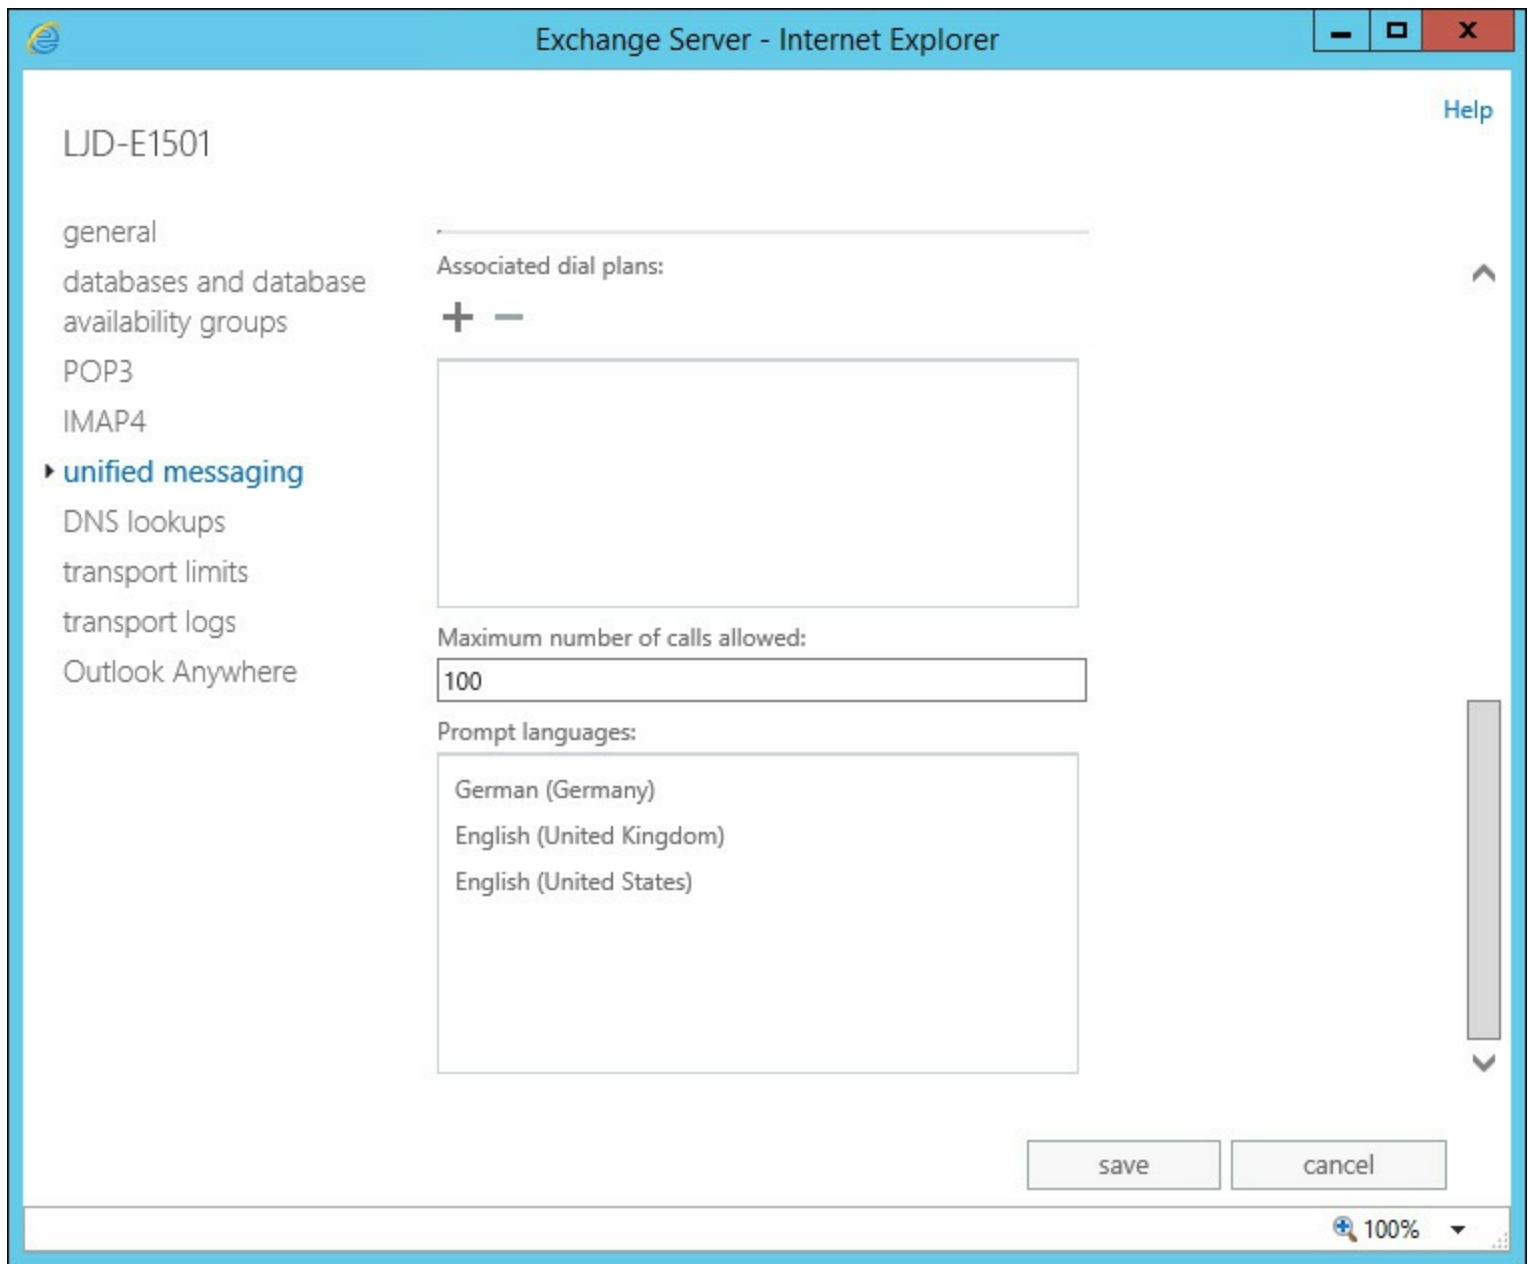 Exchange Server - Internet Explorer
Help
LJD-E1501
general
databases and database
availability groups
POP3
IMAP4
unified messaging
DNS lookups
transport limits
transport logs
Outlook Anywhere
Associated dial plans:
Maximum number of calls allowed:
100
Prompt languages:
German (Germany)
English (United Kingdom)
English (United States)
save
cancel
100%